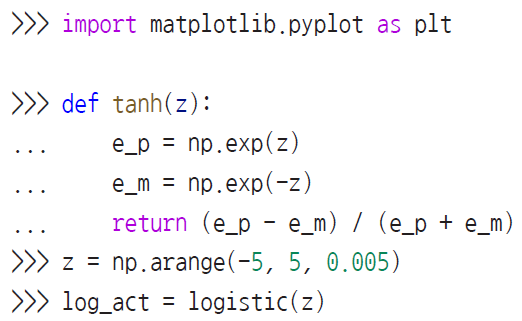 >>> import matplotlib.pyplot as plt
>>> def tanh(z):
...     e_p = np.exp(z)
...     e_m = np.exp(-z)
...     return (e_p - e_m) / (e_p + e_m)
>>> z = np.arange(-5, 5, 0.005)
>>> log_act = logistic(z)